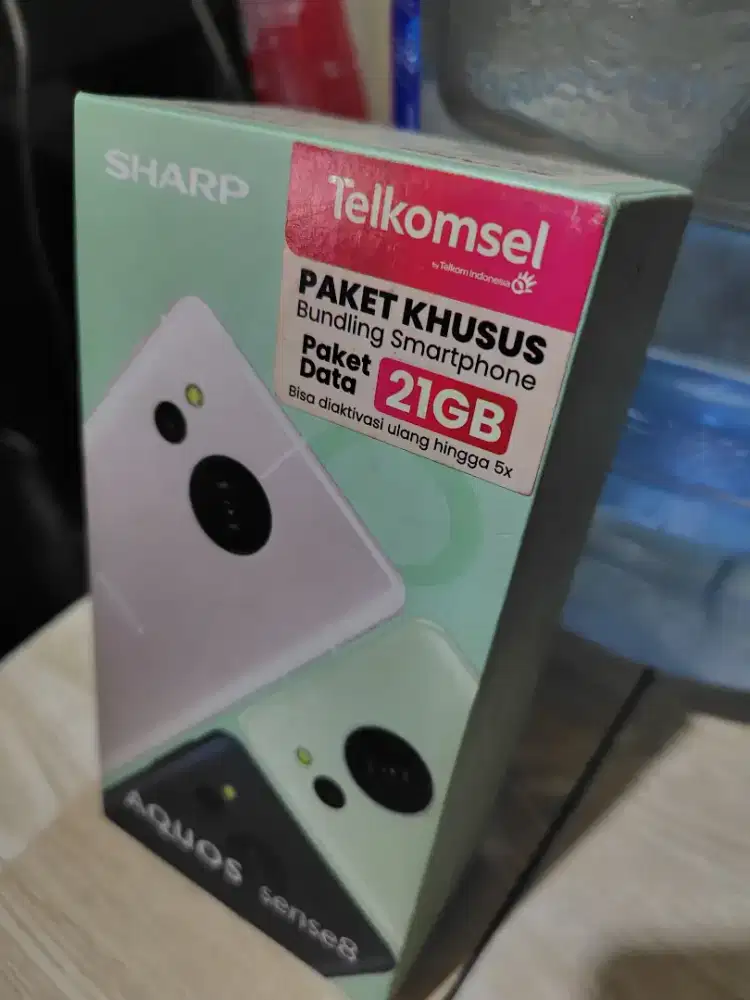 SHARP
Telkomsel
by Telkom Indonesia
PAKET KHUSUS
Bundling Smartphone
Paket
Data
21GB
Bisa diaktivasi ulang hingga 5x
AQUOS sense8